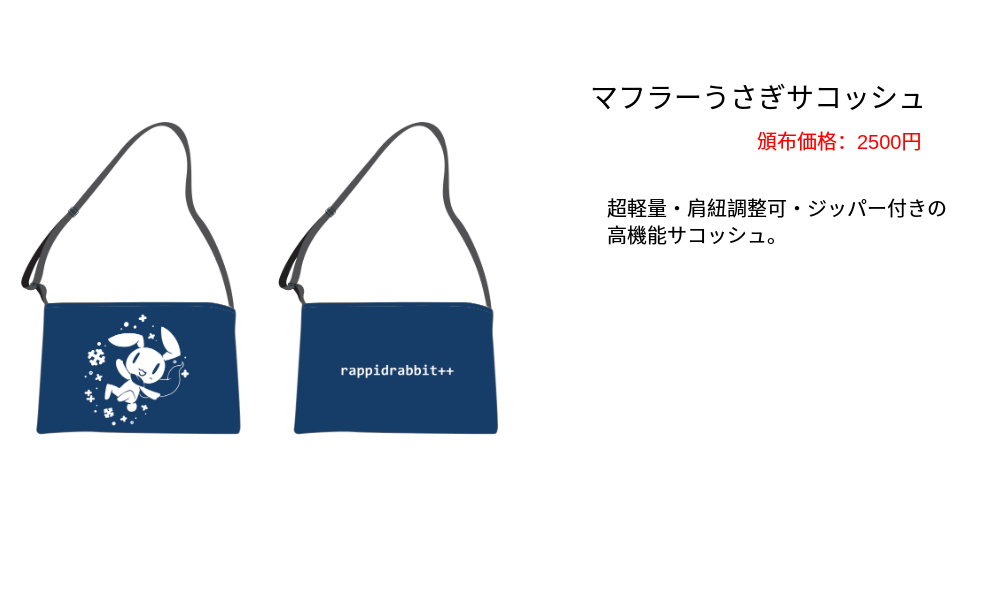 マフラーうさぎサコッシュ
頒布価格：2500円
超軽量・肩紐調整可・ジッパー付きの
高機能サコッシュ。
rappidrabbit++